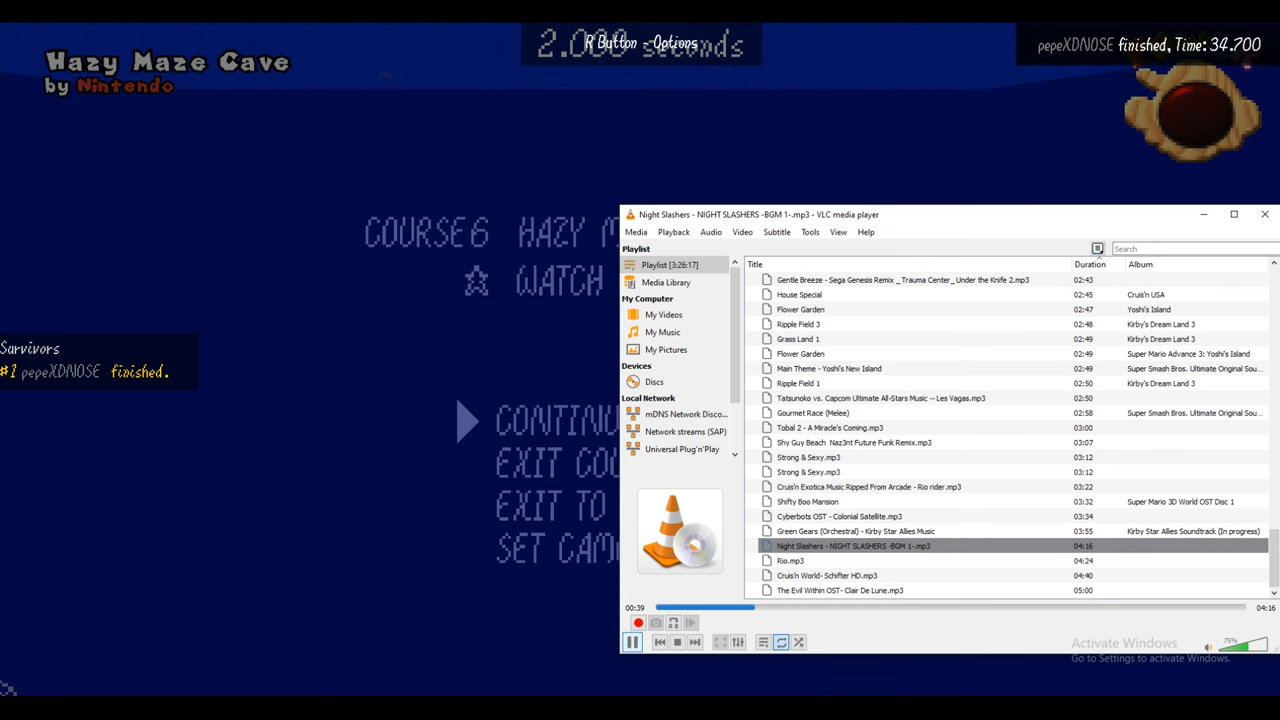 Hazy Maze Cave
by Nintendo
2.000 seconds
R Button - Options
pepeXDNOSE finished, Time: 34.700
COURSE 6 HAZY M
WATCH
Survivors
#1 pepeXDNOSE finished.
CONTINU
EXIT COU
EXIT TO
SET CAM
Night Slashers - NIGHT SLASHERS -BGM 1-.mp3 - VLC media player
Media Playback Audio Video Subtitle Tools View Help
Playlist
Search
Playlist [3:26:17]
Media Library
My Computer
My Videos
My Music
My Pictures
Devices
Discs
Local Network
mDNS Network Disco...
Network streams (SAP)
Universal Plug'n'Play
Title Duration Album
Gentle Breeze - Sega Genesis Remix _ Trauma Center_ Under the Knife 2.mp3 02:43
House Special 02:45 Cruis'n USA
Flower Garden 02:47 Yoshi's Island
Ripple Field 3 02:48 Kirby's Dream Land 3
Grass Land 1 02:49 Kirby's Dream Land 3
Flower Garden 02:49 Super Mario Advance 3: Yoshi's Island
Main Theme - Yoshi's New Island 02:49 Super Smash Bros. Ultimate Original Sou...
Ripple Field 1 02:50 Kirby's Dream Land 3
Tatsunoko vs. Capcom Ultimate All-Stars Music -- Les Vagas.mp3 02:50
Gourmet Race (Melee) 02:58 Super Smash Bros. Ultimate Original Sou...
Tobal 2 - A Miracle's Coming.mp3 03:00
Shy Guy Beach Naz3nt Future Funk Remix.mp3 03:07
Strong & Sexy.mp3 03:12
Strong & Sexy.mp3 03:12
Cruis'n Exotica Music Ripped From Arcade - Rio rider.mp3 03:22
Shifty Boo Mansion 03:32 Super Mario 3D World OST Disc 1
Cyberbots OST - Colonial Satellite.mp3 03:34
Green Gears (Orchestral) - Kirby Star Allies Music 03:55 Kirby Star Allies Soundtrack (In progress)
Night Slashers - NIGHT SLASHERS -BGM 1-.mp3 04:16
Rio.mp3 04:24
Cruis'n World- Schifter HD.mp3 04:40
The Evil Within OST- Clair De Lune.mp3 05:00
00:39 04:16
75%
Activate Windows
Go to Settings to activate Windows.